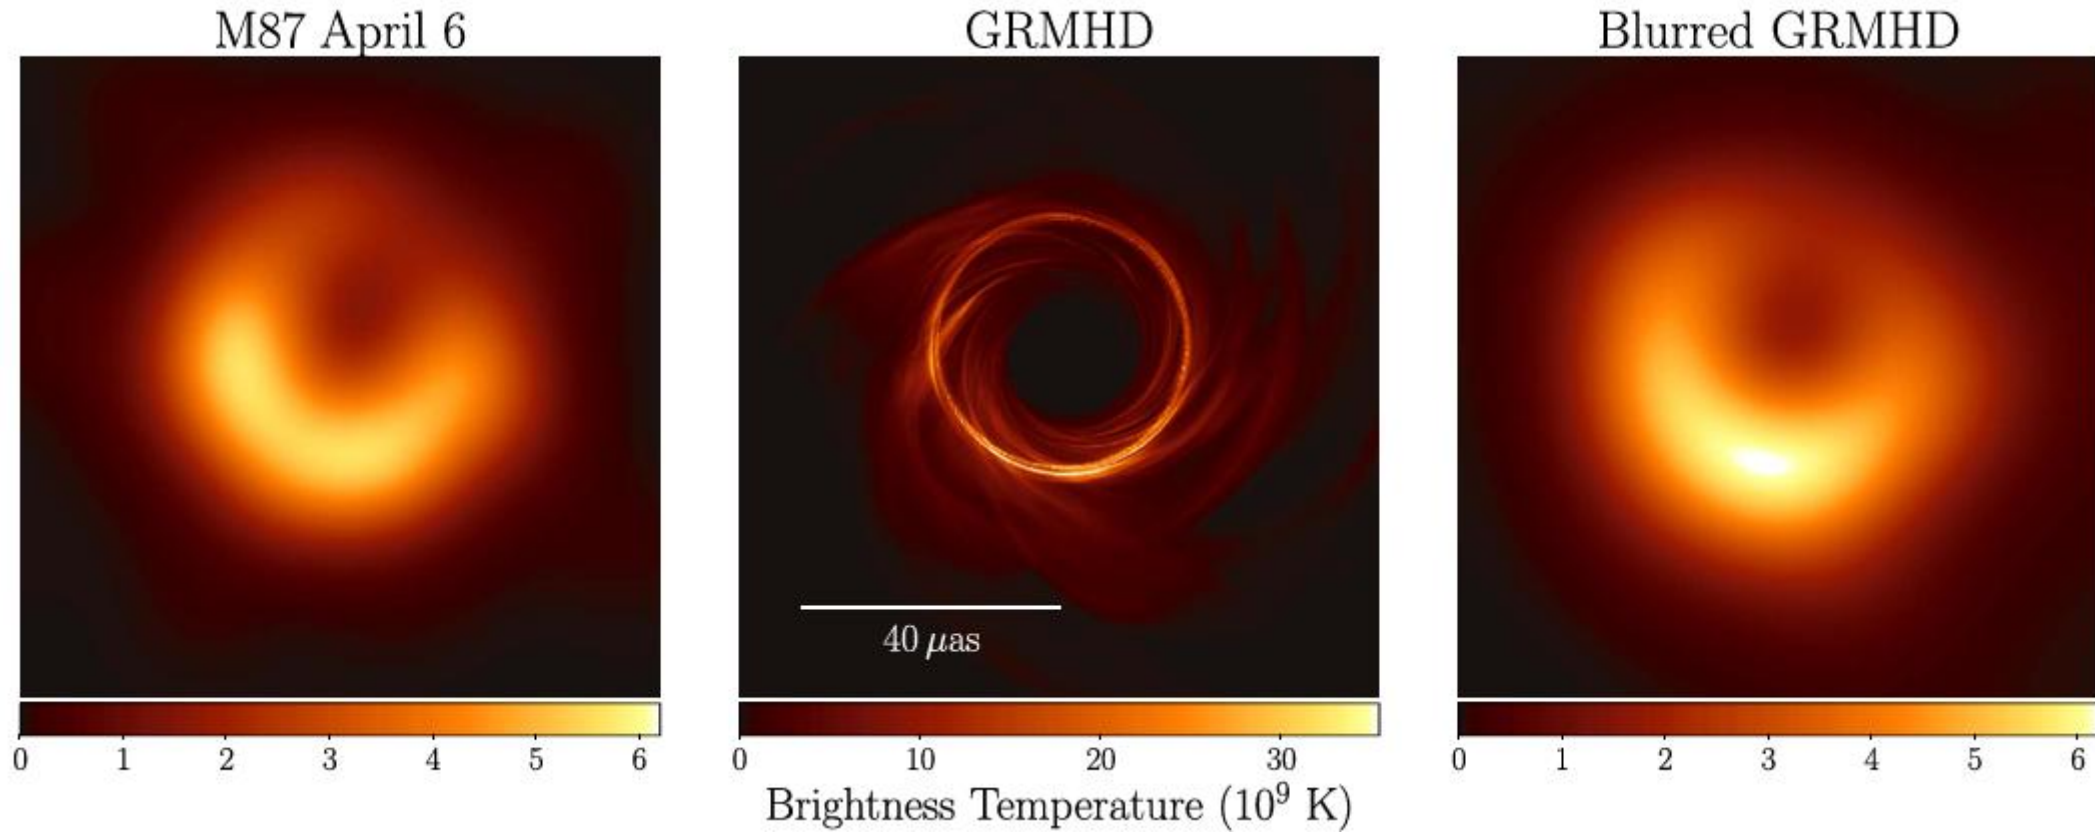 M87 April 6
GRMHD
Blurred GRMHD
40 μas
0 1 2 3 4 5 6
0 10 20 30
0 1 2 3 4 5 6
Brightness Temperature (10⁹ K)